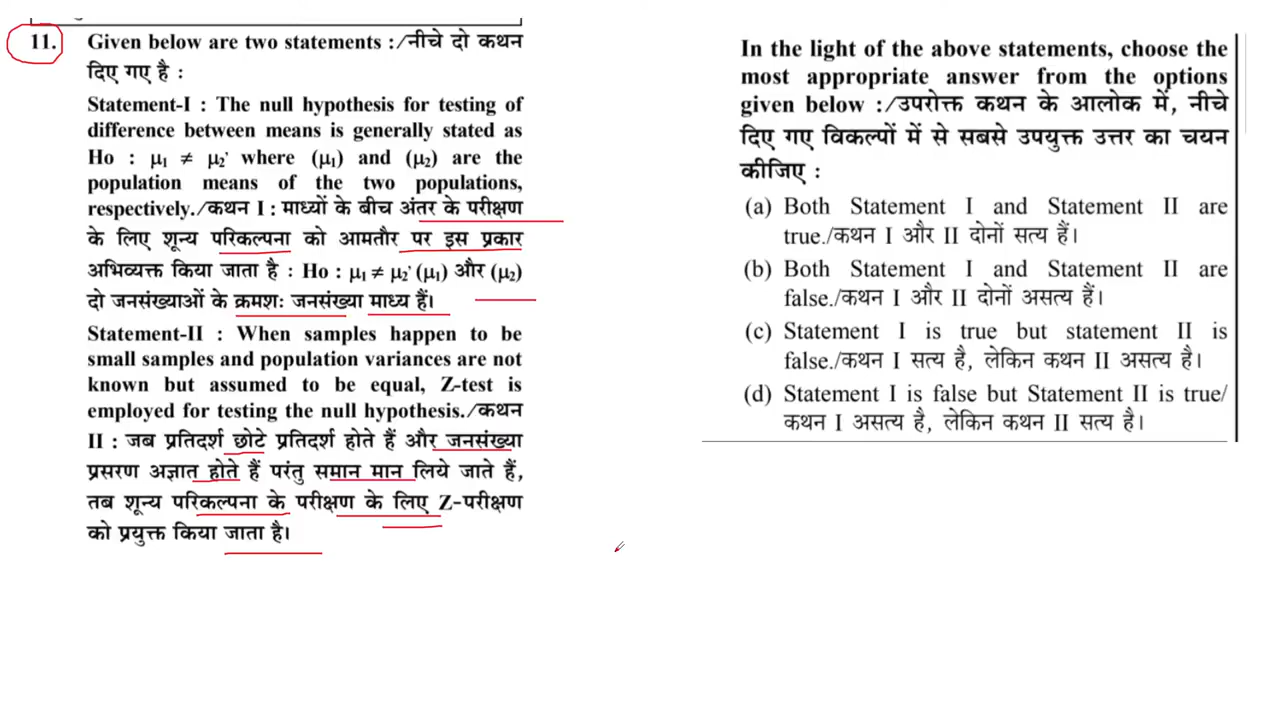 11. Given below are two statements :/नीचे दो कथन
दिए गए है :
Statement-I : The null hypothesis for testing of
difference between means is generally stated as
Ho : μ₁ ≠ μ₂' where (μ₁) and (μ₂) are the
population means of the two populations,
respectively./कथन I : माध्यों के बीच अंतर के परीक्षण
के लिए शून्य परिकल्पना को आमतौर पर इस प्रकार
अभिव्यक्त किया जाता है : Ho : μ₁ ≠ μ₂' (μ₁) और (μ₂)
दो जनसंख्याओं के क्रमशः जनसंख्या माध्य हैं।
Statement-II : When samples happen to be
small samples and population variances are not
known but assumed to be equal, Z-test is
employed for testing the null hypothesis./कथन
II : जब प्रतिदर्श छोटे प्रतिदर्श होते हैं और जनसंख्या
प्रसरण अज्ञात होते हैं परंतु समान मान लिये जाते हैं,
तब शून्य परिकल्पना के परीक्षण के लिए Z-परीक्षण
को प्रयुक्त किया जाता है।
In the light of the above statements, choose the
most appropriate answer from the options
given below :/उपरोक्त कथन के आलोक में, नीचे
दिए गए विकल्पों में से सबसे उपयुक्त उत्तर का चयन
कीजिए :
(a) Both Statement I and Statement II are
true./कथन I और II दोनों सत्य हैं।
(b) Both Statement I and Statement II are
false./कथन I और II दोनों असत्य हैं।
(c) Statement I is true but statement II is
false./कथन I सत्य है, लेकिन कथन II असत्य है।
(d) Statement I is false but Statement II is true/
कथन I असत्य है, लेकिन कथन II सत्य है।